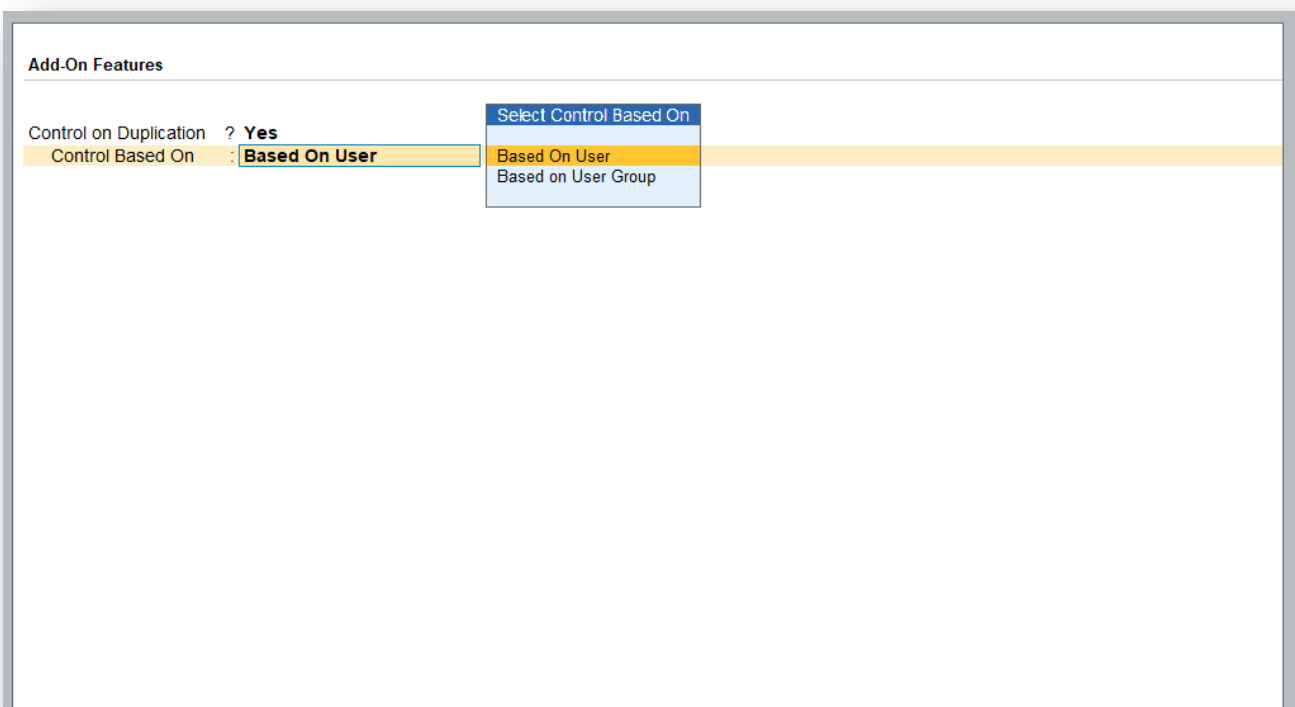 Add-On Features
Select Control Based On
Control on Duplication ? Yes
Control Based On : Based On User
Based On User
Based on User Group